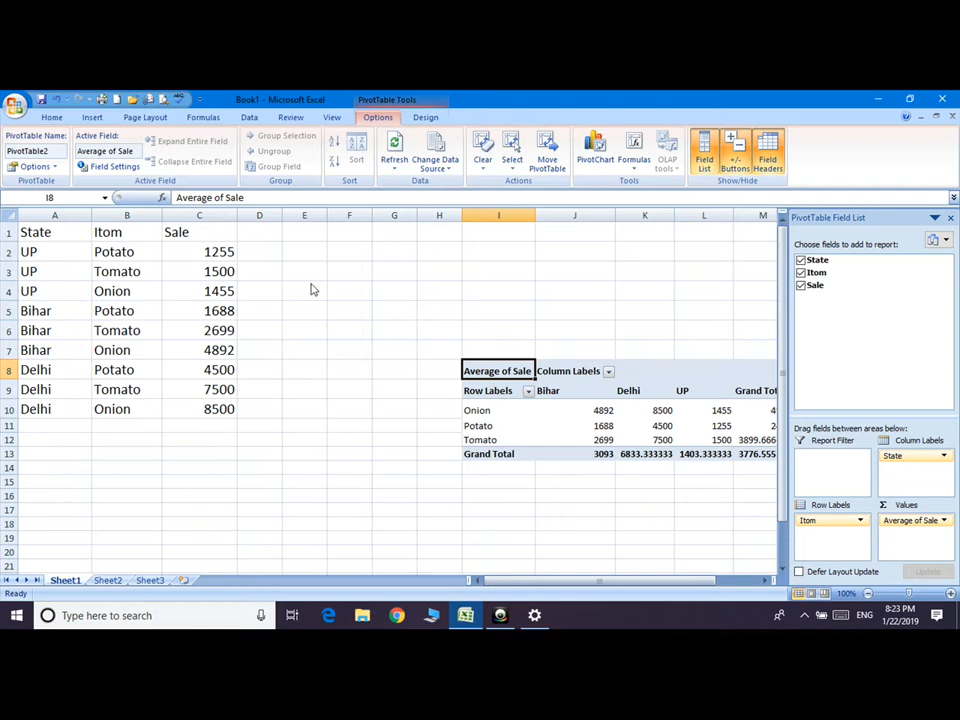 Book1 - Microsoft Excel
PivotTable Tools
Home Insert Page Layout Formulas Data Review View Options Design
PivotTable Name:
PivotTable2
Options
PivotTable
Active Field:
Average of Sale
Field Settings
Expand Entire Field
Collapse Entire Field
Active Field
Group Selection
Ungroup
Group Field
Group
Sort
Sort
Refresh
Change Data
Source
Data
Clear
Select
Move
PivotTable
Actions
PivotChart
Formulas
OLAP
tools
Tools
Field
List
+/-
Buttons
Field
Headers
Show/Hide
I8
fx
Average of Sale
A B C D E F G H I J K L M
1 State Itom Sale
2 UP Potato 1255
3 UP Tomato 1500
4 UP Onion 1455
5 Bihar Potato 1688
6 Bihar Tomato 2699
7 Bihar Onion 4892
8 Delhi Potato 4500
9 Delhi Tomato 7500
10 Delhi Onion 8500
11
12
13
14
15
16
17
18
19
20
21
Average of Sale Column Labels
Row Labels Bihar Delhi UP Grand Tot
Onion 4892 8500 1455
Potato 1688 4500 1255
Tomato 2699 7500 1500 3899.666
Grand Total 3093 6833.333333 1403.333333 3776.555
PivotTable Field List
Choose fields to add to report:
State
Itom
Sale
Drag fields between areas below:
Report Filter
Column Labels
State
Row Labels
Itom
Σ Values
Average of Sale
Defer Layout Update
Update
Sheet1 Sheet2 Sheet3
Ready
100%
Type here to search
ENG
8:23 PM
1/22/2019